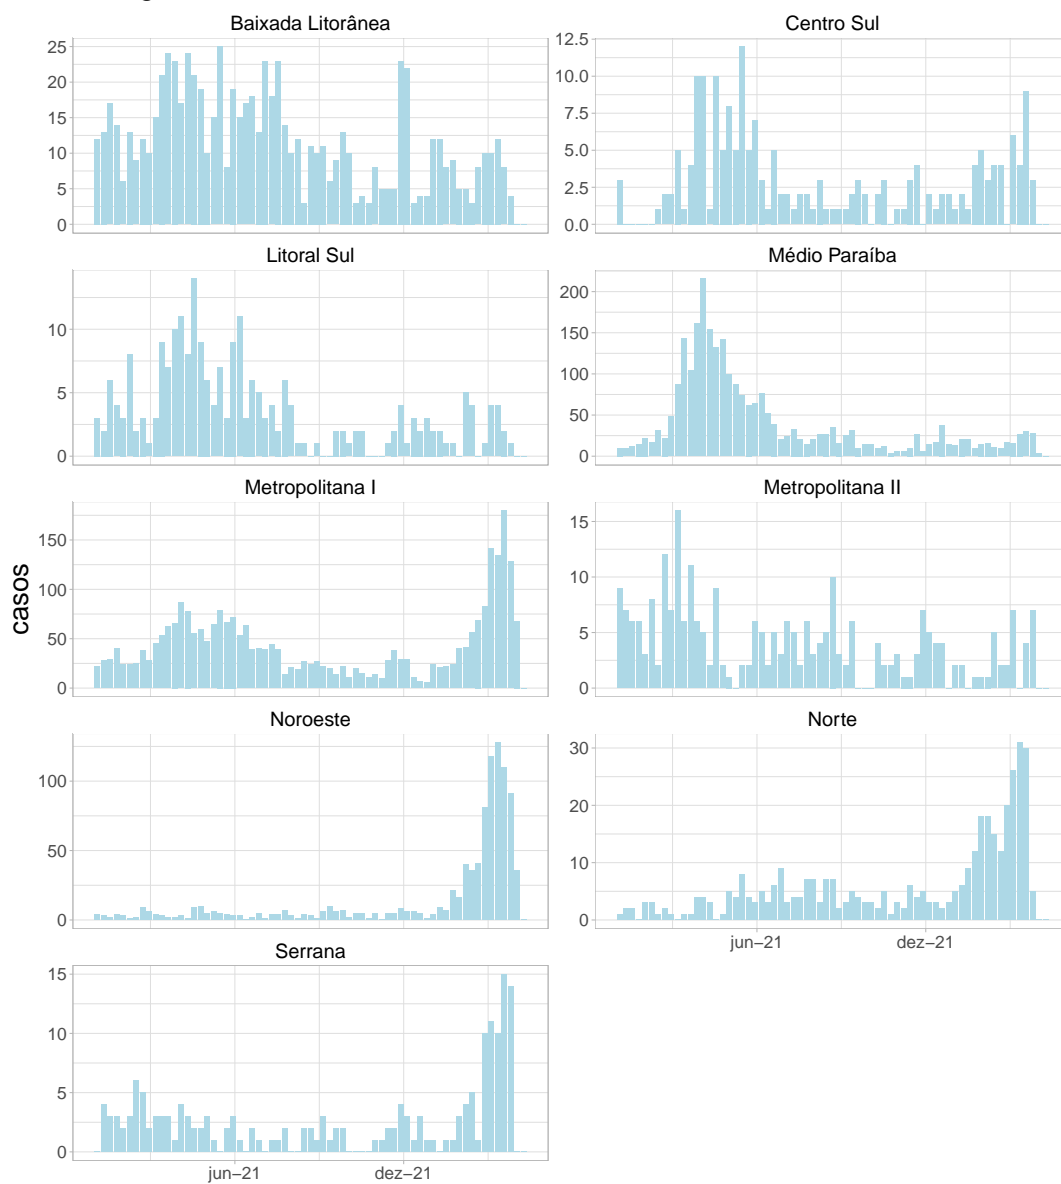 Baixada Litorânea
Centro Sul
25
20
15
10
5
0
12.5
10.0
7.5
5.0
2.5
0.0
Litoral Sul
Médio Paraíba
10
5
0
200
150
100
50
0
Metropolitana I
Metropolitana II
casos
150
100
50
0
15
10
5
0
Noroeste
Norte
100
50
0
30
20
10
0
jun−21
dez−21
Serrana
15
10
5
0
jun−21
dez−21